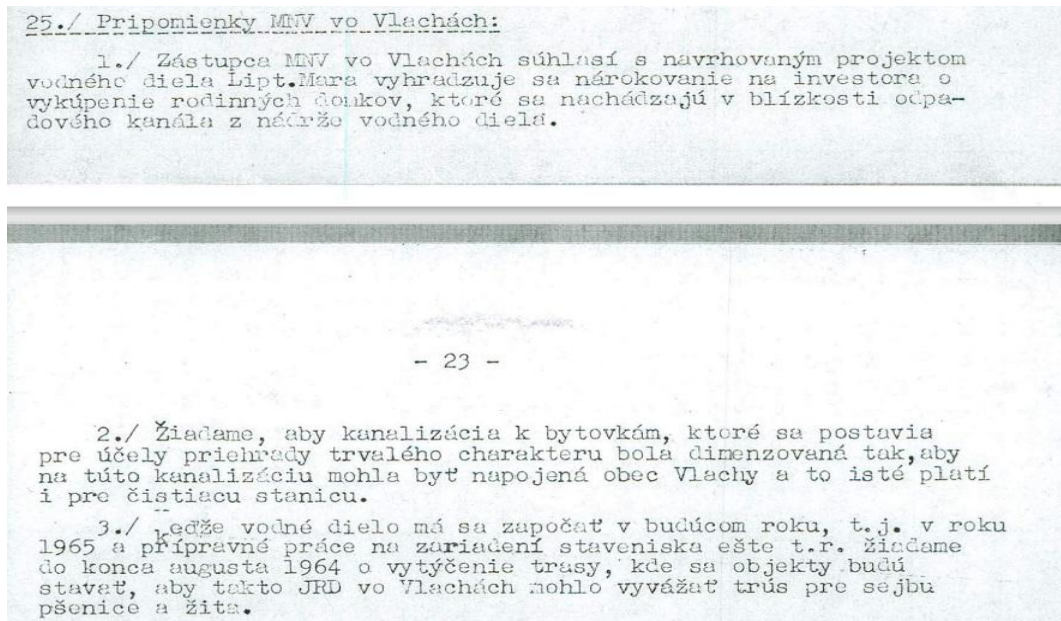 25./ Pripomienky MNV vo Vlachách:
1./ Zástupca MNV vo Vlachách súhlasí s navrhovaným projektom
vodného diela Lipt.Mara vyhradzuje sa nárokovanie na investora o
vykúpenie rodinných domkov, ktoré sa nachádzajú v blízkosti odpa-
dového kanála z nádrže vodného diela.
- 23 -
2./ Žiadame, aby kanalizácia k bytovkám, ktoré sa postavia
pre účely priehrady trvalého charakteru bola dimenzovaná tak,aby
na túto kanalizáciu mohla byť napojená obec Vlachy a to isté platí
i pre čistiacu stanicu.
3./ keďže vodné dielo má sa započať v budúcom roku, t.j. v roku
1965 a prípravné práce na zariadení staveniska ešte t.r. žiadame
do konca augusta 1964 o vytýčenie trasy, kde sa objekty budú
stavať, aby takto JRD vo Vlachách mohlo vyvážať trús pre sejbu
pšenice a žita.